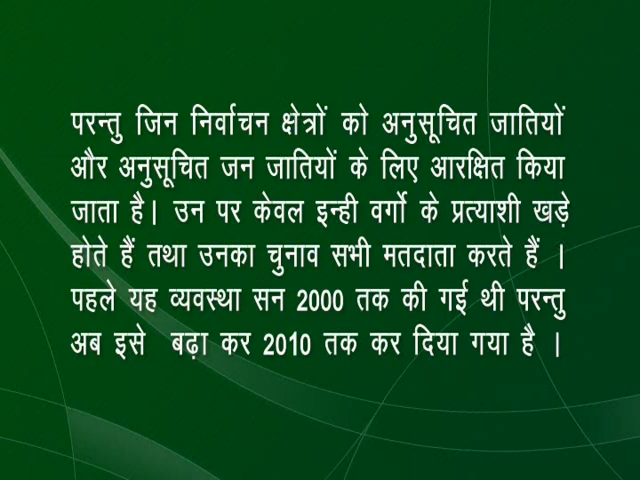 परन्तु जिन निर्वाचन क्षेत्रों को अनुसूचित जातियों
और अनुसूचित जन जातियों के लिए आरक्षित किया
जाता है। उन पर केवल इन्ही वर्गो के प्रत्याशी खड़े
होते हैं तथा उनका चुनाव सभी मतदाता करते हैं ।
पहले यह व्यवस्था सन 2000 तक की गई थी परन्तु
अब इसे बढ़ा कर 2010 तक कर दिया गया है ।